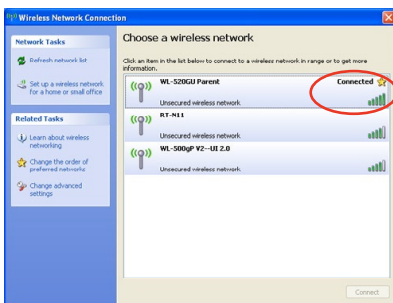 Wireless Network Connection
Network Tasks
Refresh network list
Set up a wireless network
for a home or small office
Related Tasks
Learn about wireless
networking
Change the order of
preferred networks
Change advanced
settings
Choose a wireless network
Click an item in the list below to connect to a wireless network in range or to get more
information.
WL-520GU Parent
Connected
Unsecured wireless network
RT-N11
Unsecured wireless network
WL-500gP V2--UI 2.0
Unsecured wireless network
Connect